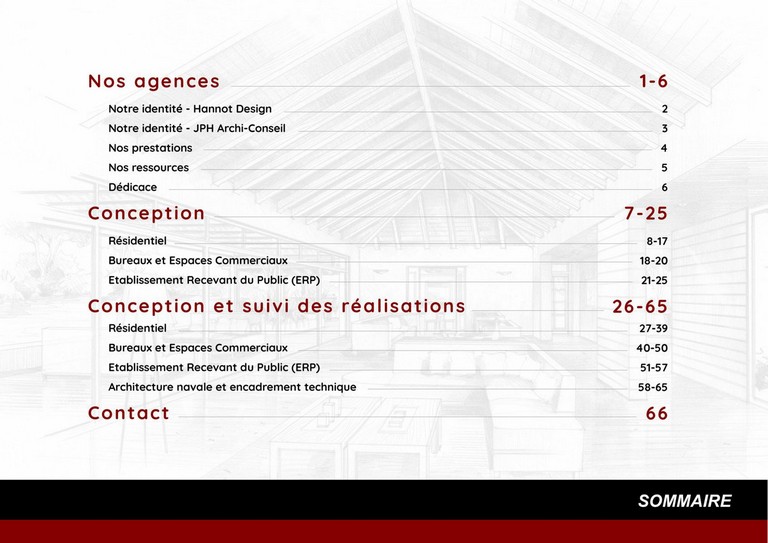 Nos agences 1-6
Notre identité - Hannot Design 2
Notre identité - JPH Archi-Conseil 3
Nos prestations 4
Nos ressources 5
Dédicace 6
Conception 7-25
Résidentiel 8-17
Bureaux et Espaces Commerciaux 18-20
Etablissement Recevant du Public (ERP) 21-25
Conception et suivi des réalisations 26-65
Résidentiel 27-39
Bureaux et Espaces Commerciaux 40-50
Etablissement Recevant du Public (ERP) 51-57
Architecture navale et encadrement technique 58-65
Contact 66
SOMMAIRE